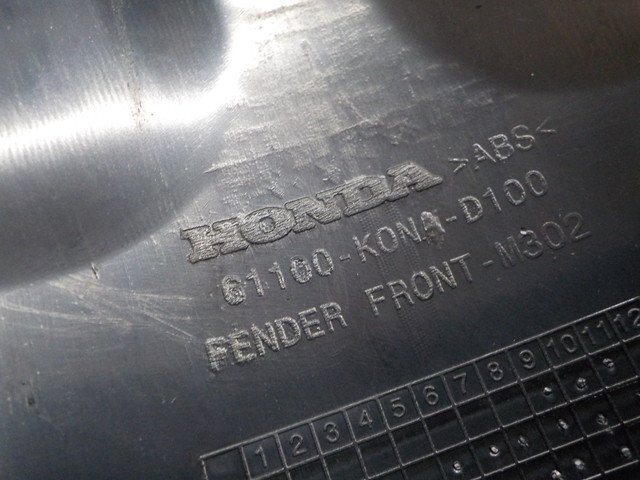 HONDA >ABS<
61100-K0NA-D100
FENDER FRONT-M302
1 2 3 4 5 6 7 8 9 10 11 12